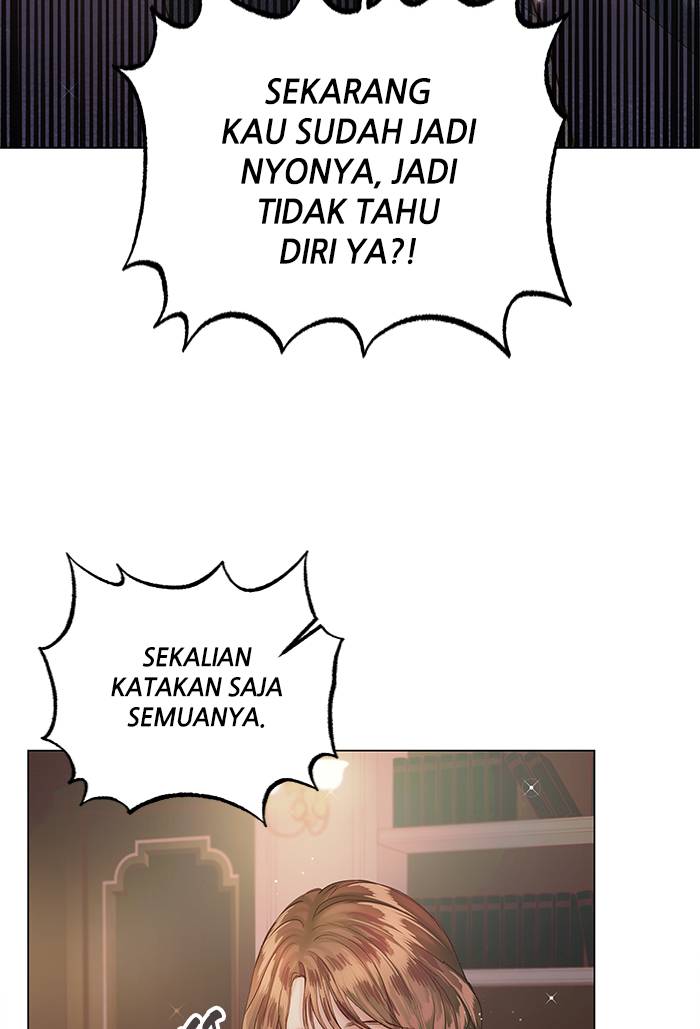 SEKARANG
KAU SUDAH JADI
NYONYA, JADI
TIDAK TAHU
DIRI YA?!
SEKALIAN
KATAKAN SAJA
SEMUANYA.